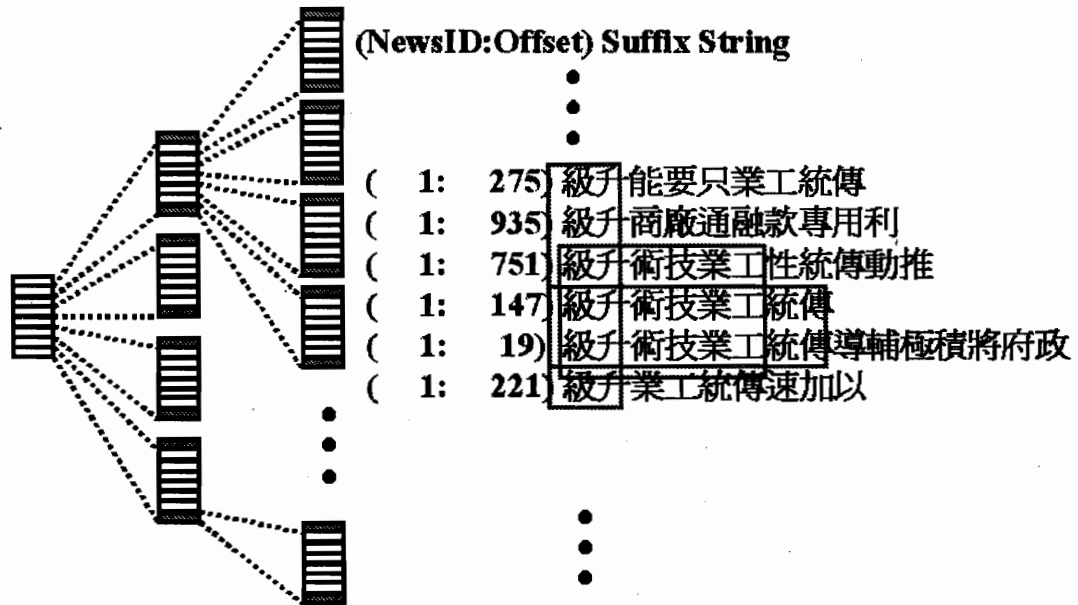 (NewsID:Offset) Suffix String
( 1: 275) 級升能要只業工統傳
( 1: 935) 級升商廠通融款專用利
( 1: 751) 級升術技業工性統傳動推
( 1: 147) 級升術技業工統傳
( 1: 19) 級升術技業工統傳導輔極積將府政
( 1: 221) 級升業工統傳速加以